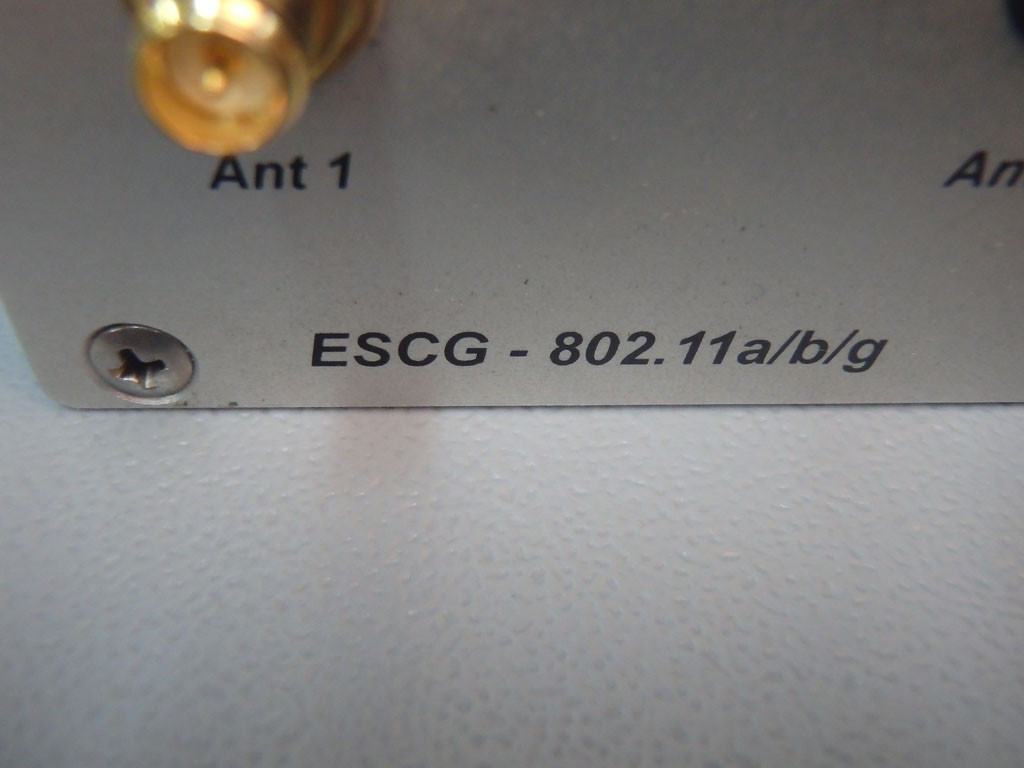 Ant 1
ESCG - 802.11a/b/g